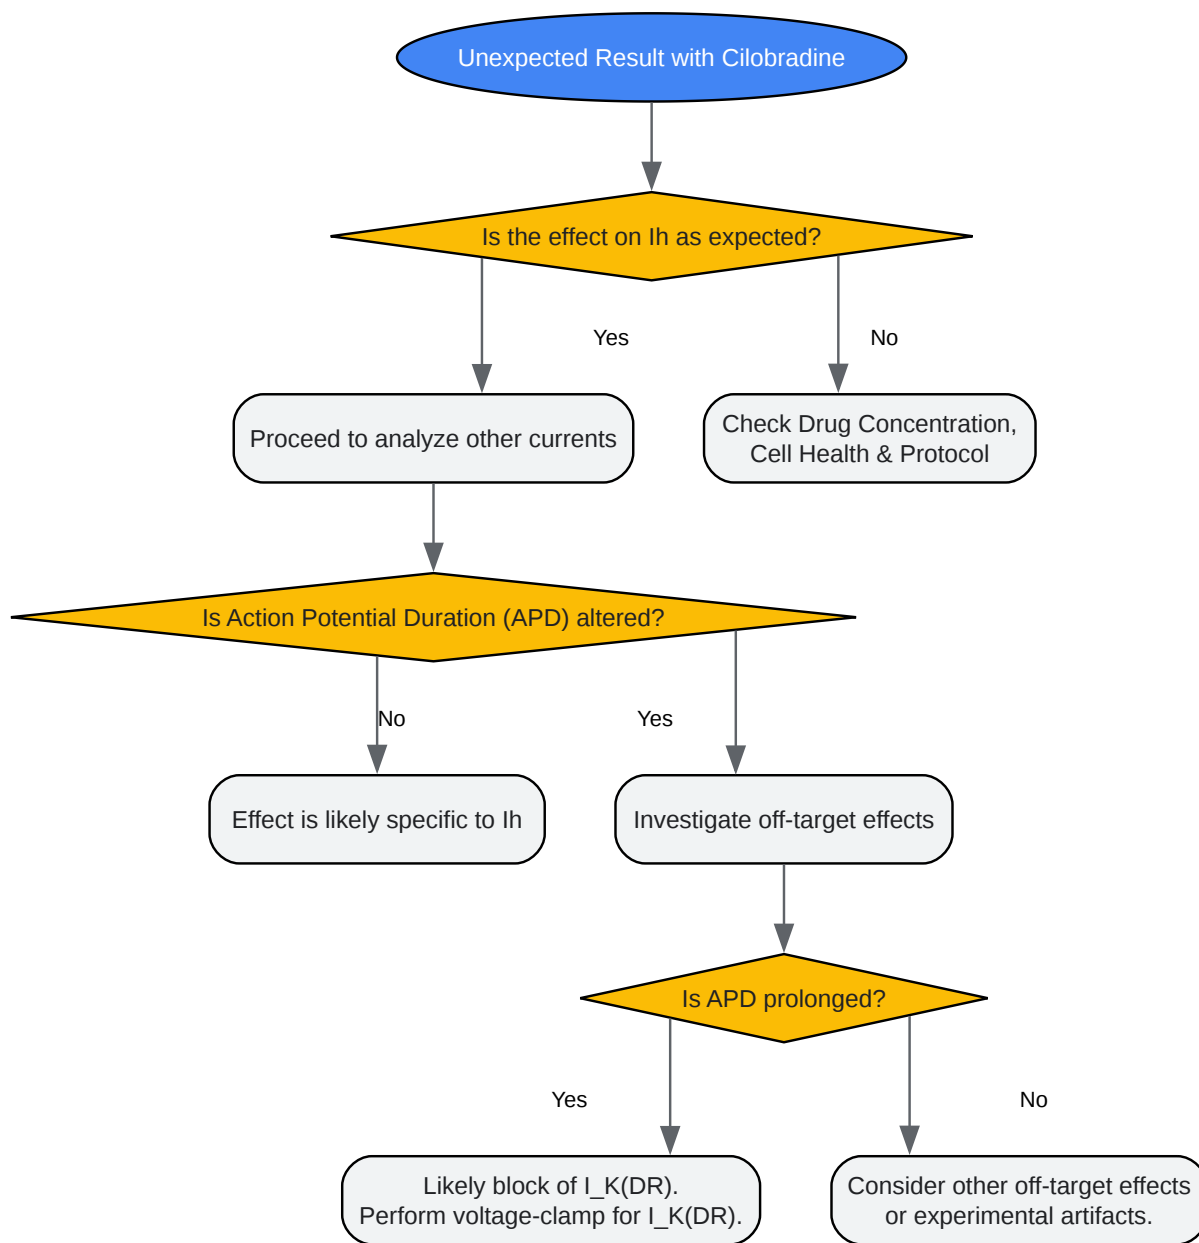 Unexpected Result with Cilobradine
Is the effect on Ih as expected?
Yes
No
Proceed to analyze other currents
Check Drug Concentration,
Cell Health & Protocol
Is Action Potential Duration (APD) altered?
No
Yes
Effect is likely specific to Ih
Investigate off-target effects
Is APD prolonged?
Yes
No
Likely block of I_K(DR).
Perform voltage-clamp for I_K(DR).
Consider other off-target effects
or experimental artifacts.